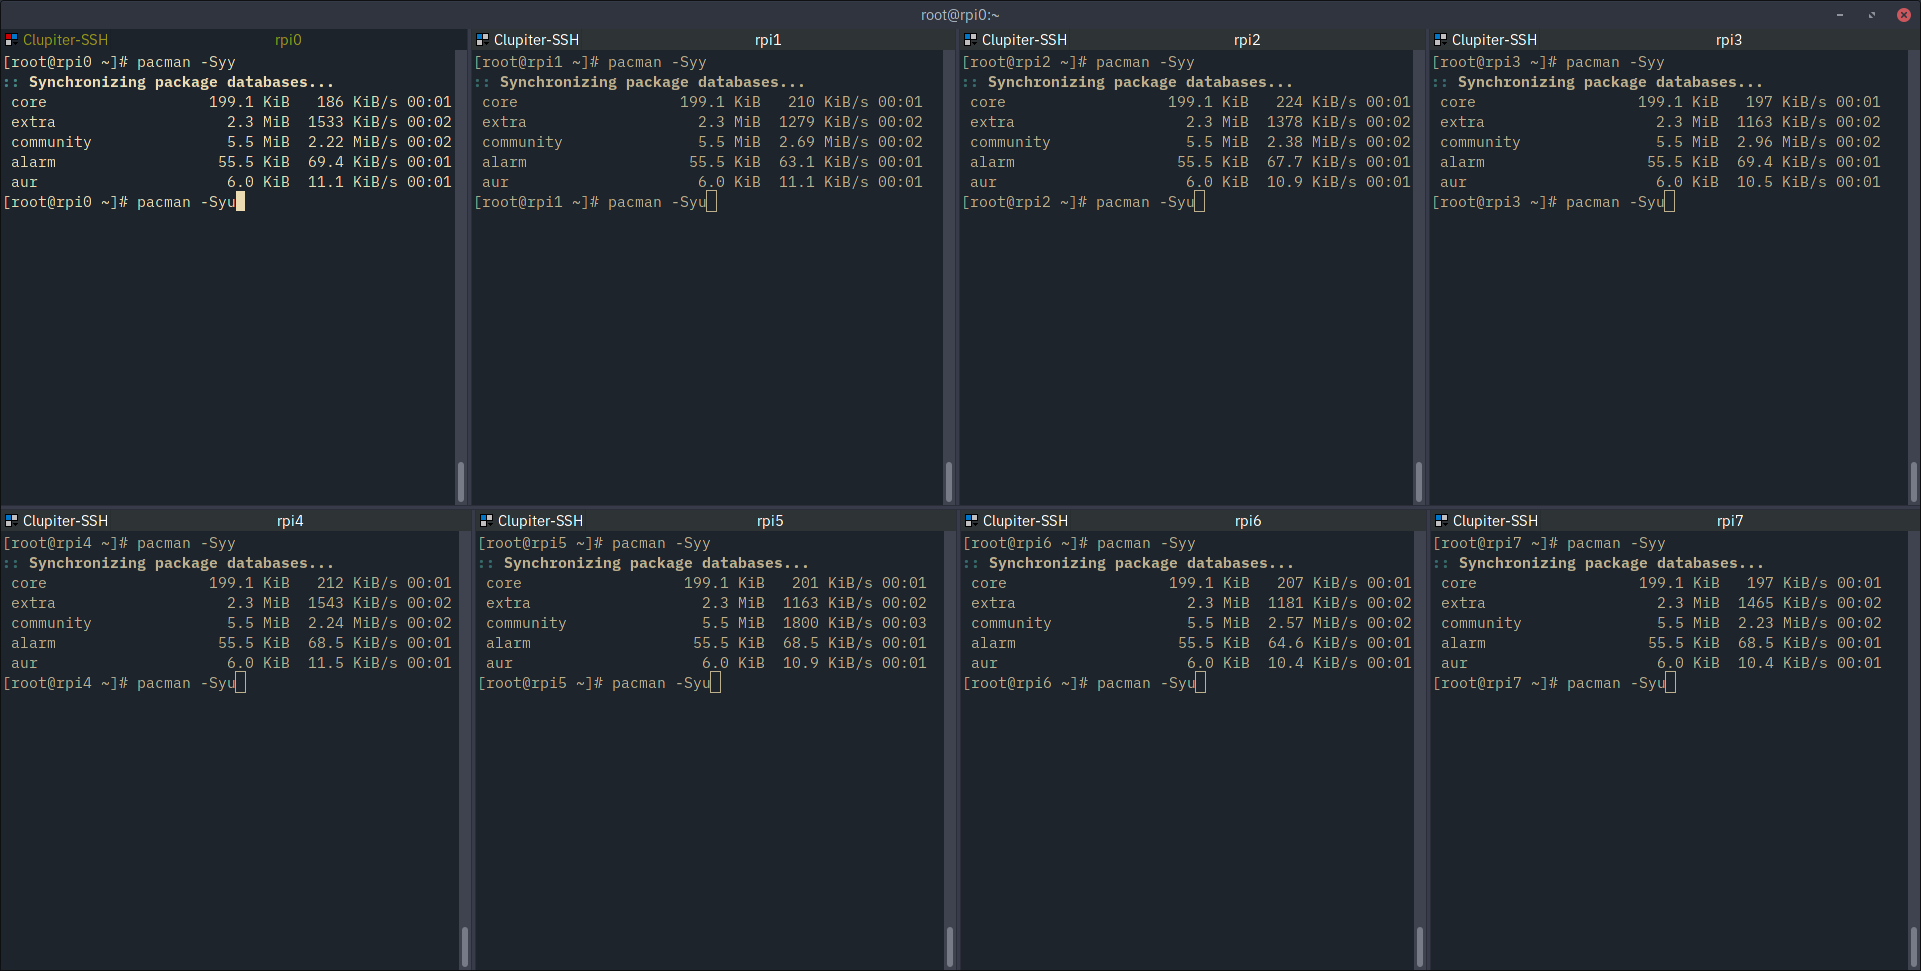 root@rpi0:~
Clupiter-SSH rpi0
[root@rpi0 ~]# pacman -Syy
:: Synchronizing package databases...
core 199.1 KiB 186 KiB/s 00:01
extra 2.3 MiB 1533 KiB/s 00:02
community 5.5 MiB 2.22 MiB/s 00:02
alarm 55.5 KiB 69.4 KiB/s 00:01
aur 6.0 KiB 11.1 KiB/s 00:01
[root@rpi0 ~]# pacman -Syu
Clupiter-SSH rpi1
[root@rpi1 ~]# pacman -Syy
:: Synchronizing package databases...
core 199.1 KiB 210 KiB/s 00:01
extra 2.3 MiB 1279 KiB/s 00:02
community 5.5 MiB 2.69 MiB/s 00:02
alarm 55.5 KiB 63.1 KiB/s 00:01
aur 6.0 KiB 11.1 KiB/s 00:01
[root@rpi1 ~]# pacman -Syu
Clupiter-SSH rpi2
[root@rpi2 ~]# pacman -Syy
:: Synchronizing package databases...
core 199.1 KiB 224 KiB/s 00:01
extra 2.3 MiB 1378 KiB/s 00:02
community 5.5 MiB 2.38 MiB/s 00:02
alarm 55.5 KiB 67.7 KiB/s 00:01
aur 6.0 KiB 10.9 KiB/s 00:01
[root@rpi2 ~]# pacman -Syu
Clupiter-SSH rpi3
[root@rpi3 ~]# pacman -Syy
:: Synchronizing package databases...
core 199.1 KiB 197 KiB/s 00:01
extra 2.3 MiB 1163 KiB/s 00:02
community 5.5 MiB 2.96 MiB/s 00:02
alarm 55.5 KiB 69.4 KiB/s 00:01
aur 6.0 KiB 10.5 KiB/s 00:01
[root@rpi3 ~]# pacman -Syu
Clupiter-SSH rpi4
[root@rpi4 ~]# pacman -Syy
:: Synchronizing package databases...
core 199.1 KiB 212 KiB/s 00:01
extra 2.3 MiB 1543 KiB/s 00:02
community 5.5 MiB 2.24 MiB/s 00:02
alarm 55.5 KiB 68.5 KiB/s 00:01
aur 6.0 KiB 11.5 KiB/s 00:01
[root@rpi4 ~]# pacman -Syu
Clupiter-SSH rpi5
[root@rpi5 ~]# pacman -Syy
:: Synchronizing package databases...
core 199.1 KiB 201 KiB/s 00:01
extra 2.3 MiB 1163 KiB/s 00:02
community 5.5 MiB 1800 KiB/s 00:03
alarm 55.5 KiB 68.5 KiB/s 00:01
aur 6.0 KiB 10.9 KiB/s 00:01
[root@rpi5 ~]# pacman -Syu
Clupiter-SSH rpi6
[root@rpi6 ~]# pacman -Syy
:: Synchronizing package databases...
core 199.1 KiB 207 KiB/s 00:01
extra 2.3 MiB 1181 KiB/s 00:02
community 5.5 MiB 2.57 MiB/s 00:02
alarm 55.5 KiB 64.6 KiB/s 00:01
aur 6.0 KiB 10.4 KiB/s 00:01
[root@rpi6 ~]# pacman -Syu
Clupiter-SSH rpi7
[root@rpi7 ~]# pacman -Syy
:: Synchronizing package databases...
core 199.1 KiB 197 KiB/s 00:01
extra 2.3 MiB 1465 KiB/s 00:02
community 5.5 MiB 2.23 MiB/s 00:02
alarm 55.5 KiB 68.5 KiB/s 00:01
aur 6.0 KiB 10.4 KiB/s 00:01
[root@rpi7 ~]# pacman -Syu